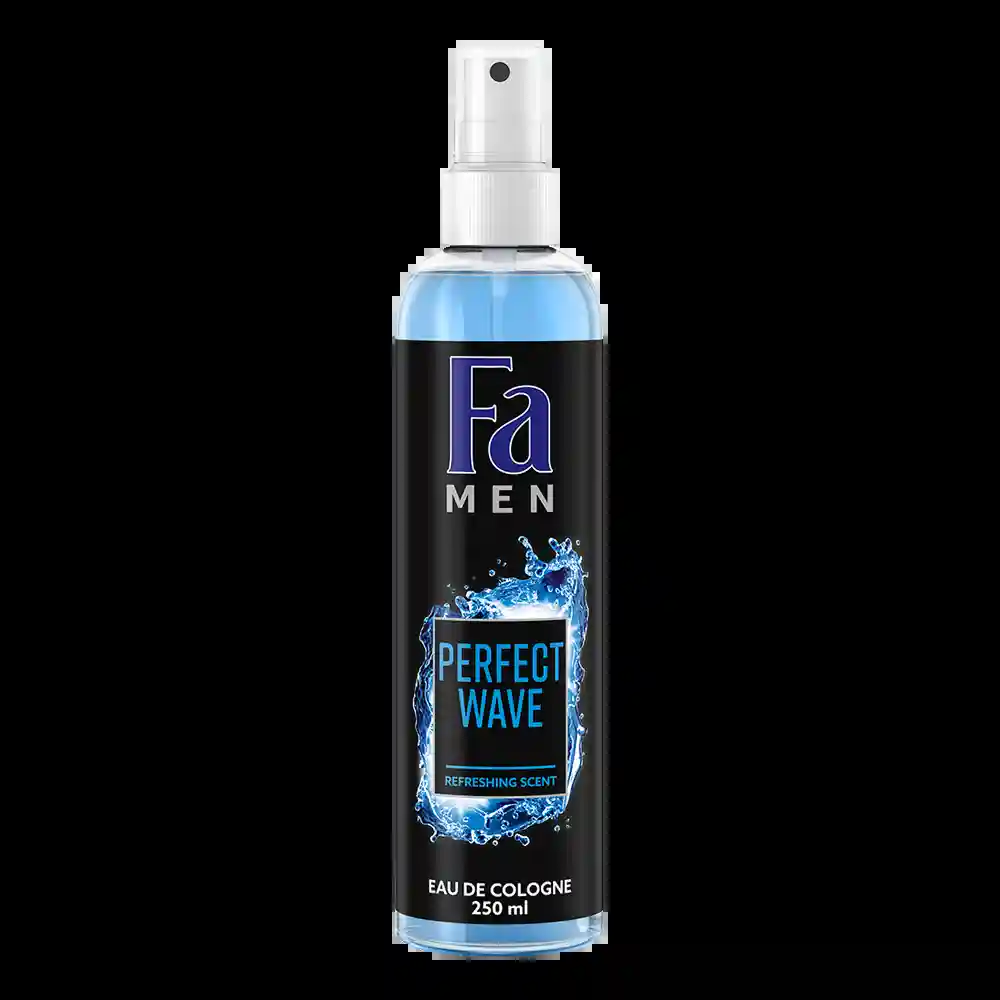 Fa
MEN
PERFECT
WAVE
REFRESHING SCENT
EAU DE COLOGNE
250 ml